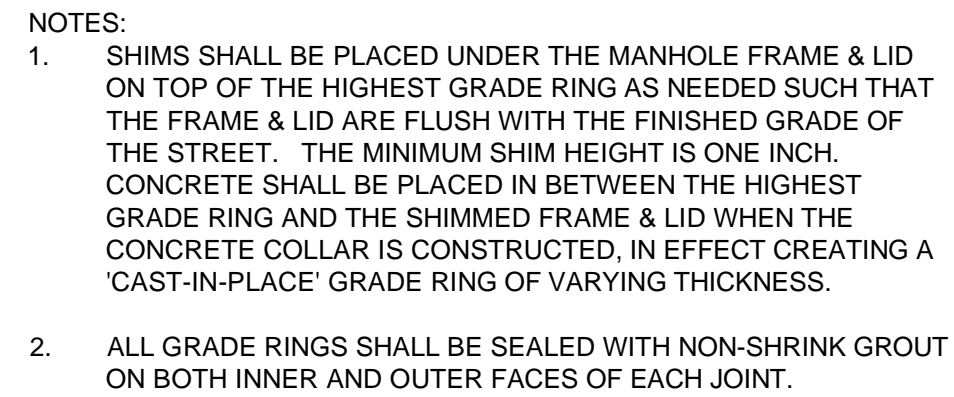 NOTES:
1. SHIMS SHALL BE PLACED UNDER THE MANHOLE FRAME & LID
ON TOP OF THE HIGHEST GRADE RING AS NEEDED SUCH THAT
THE FRAME & LID ARE FLUSH WITH THE FINISHED GRADE OF
THE STREET. THE MINIMUM SHIM HEIGHT IS ONE INCH.
CONCRETE SHALL BE PLACED IN BETWEEN THE HIGHEST
GRADE RING AND THE SHIMMED FRAME & LID WHEN THE
CONCRETE COLLAR IS CONSTRUCTED, IN EFFECT CREATING A
'CAST-IN-PLACE' GRADE RING OF VARYING THICKNESS.
2. ALL GRADE RINGS SHALL BE SEALED WITH NON-SHRINK GROUT
ON BOTH INNER AND OUTER FACES OF EACH JOINT.